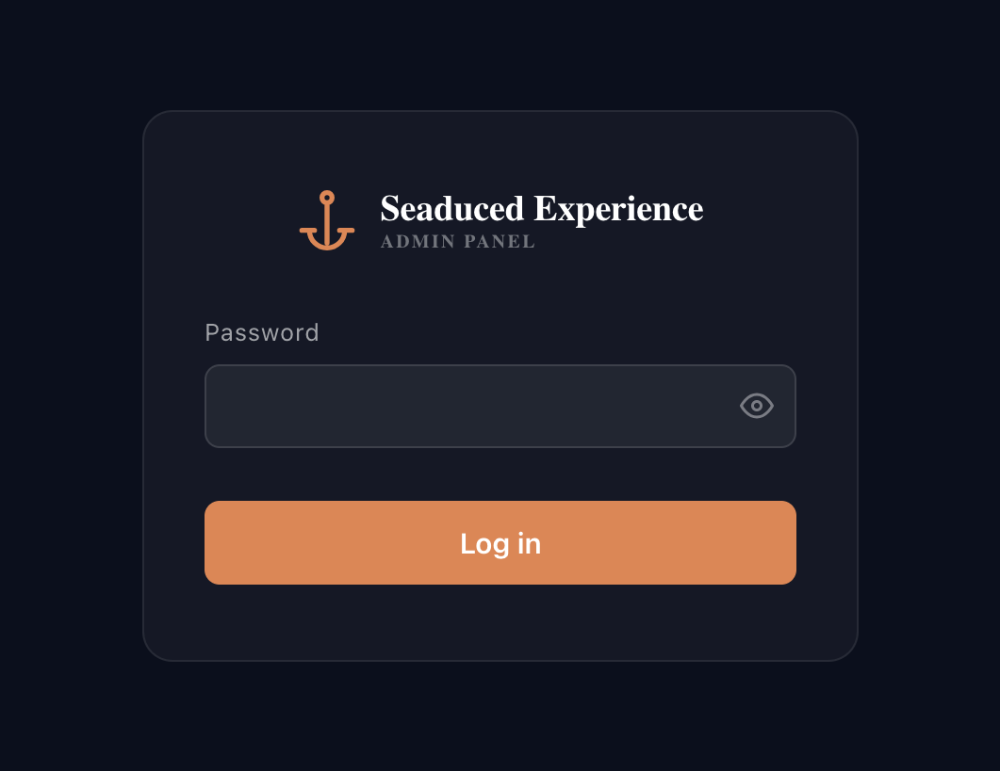 Seaduced Experience
ADMIN PANEL
Password
Log in